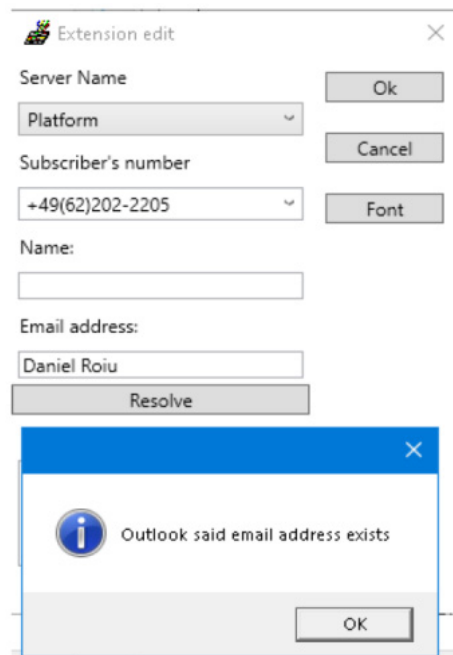 Extension edit
Server Name
Ok
Platform
Cancel
Subscriber's number
+49(62)202-2205
Font
Name:
Email address:
Daniel Roiu
Resolve
Outlook said email address exists
OK